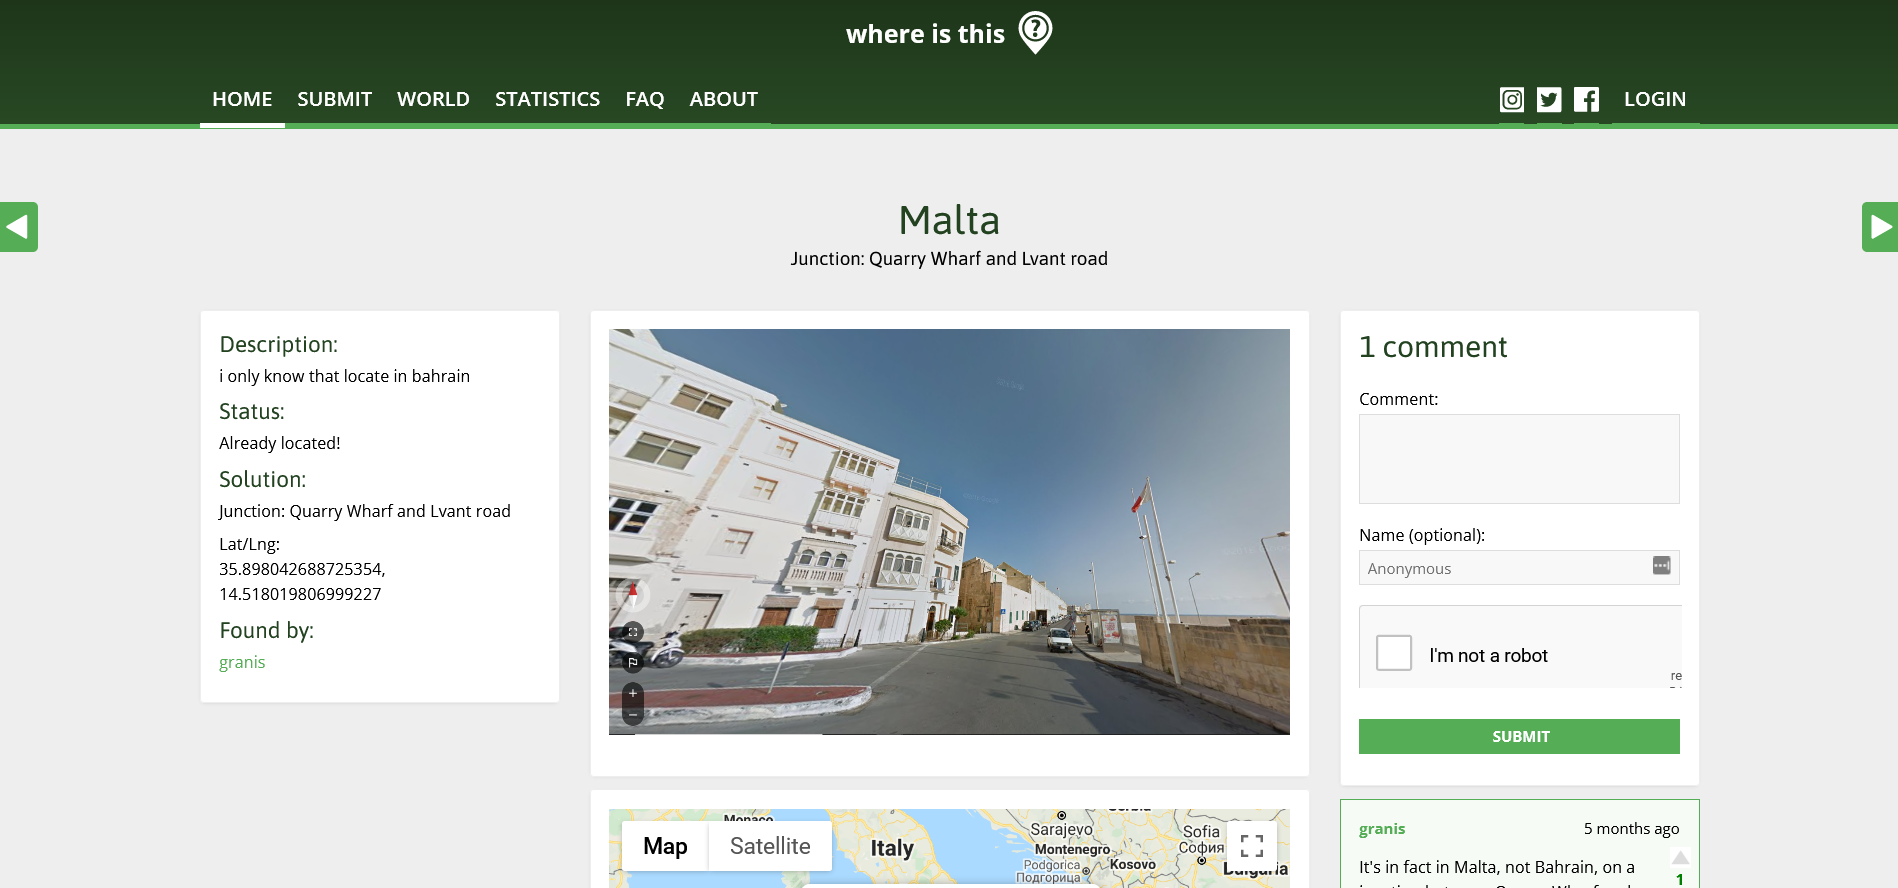 where is this
HOME SUBMIT WORLD STATISTICS FAQ ABOUT LOGIN
Malta
Junction: Quarry Wharf and Lvant road
Description:
i only know that locate in bahrain
Status:
Already located!
Solution:
Junction: Quarry Wharf and Lvant road
Lat/Lng:
35.898042688725354,
14.518019806999227
Found by:
granis
Map Satellite
Monaco
Italy
Serbia
Sarajevo
Montenegro
Podgorica
Подгорица
Kosovo
Sofia
София
Bulgaria
1 comment
Comment:
Name (optional):
Anonymous
I'm not a robot
re
SUBMIT
granis 5 months ago
It's in fact in Malta, not Bahrain, on a
1